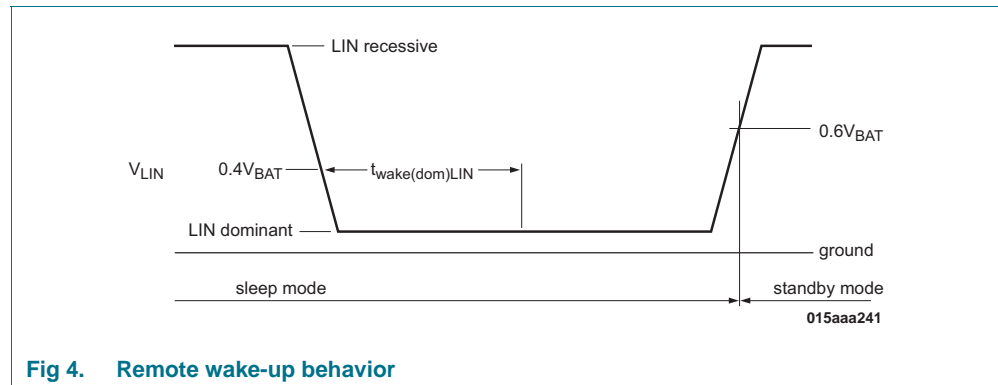 LIN recessive
0.6VBAT
VLIN
0.4VBAT
twake(dom)LIN
LIN dominant
ground
sleep mode
standby mode
015aaa241
Fig 4. Remote wake-up behavior